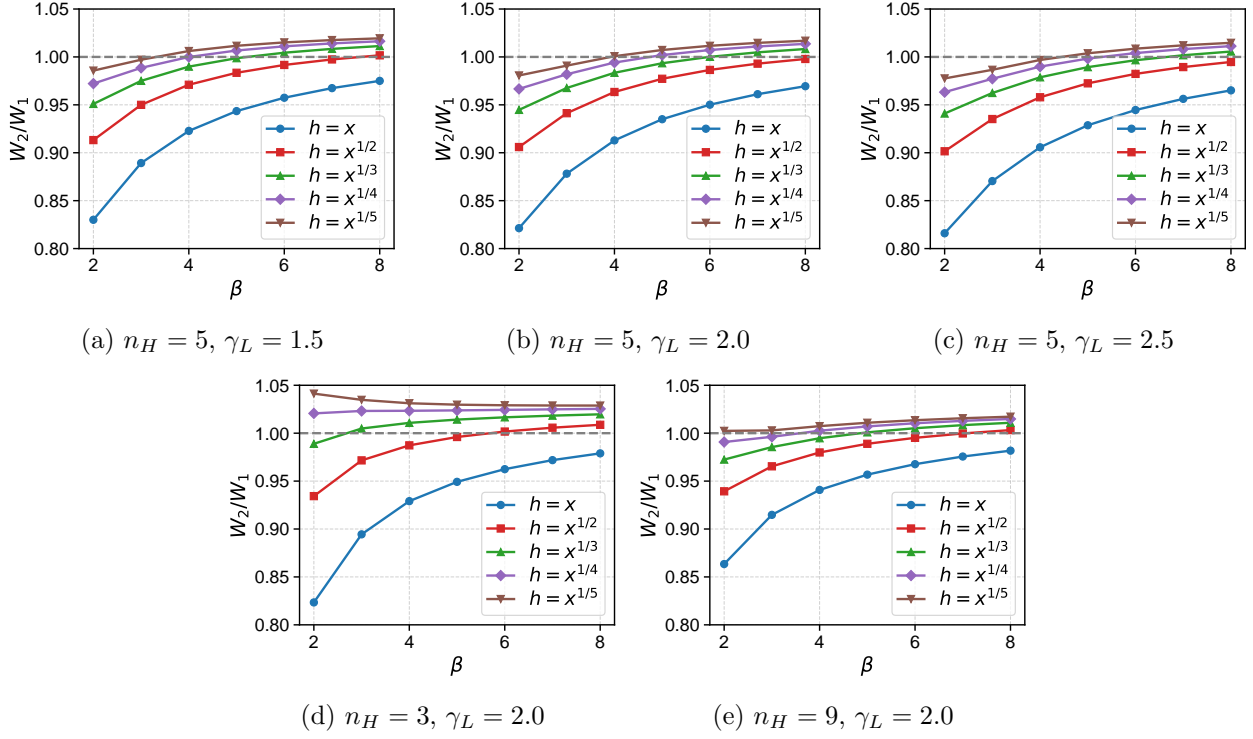 1.05
1.00
0.95
0.90
0.85
0.80
W₂/W₁
2 4 6 8
β
h = x
h = x^{1/2}
h = x^{1/3}
h = x^{1/4}
h = x^{1/5}
(a) n_H = 5, γ_L = 1.5
1.05
1.00
0.95
0.90
0.85
0.80
W₂/W₁
2 4 6 8
β
h = x
h = x^{1/2}
h = x^{1/3}
h = x^{1/4}
h = x^{1/5}
(b) n_H = 5, γ_L = 2.0
1.05
1.00
0.95
0.90
0.85
0.80
W₂/W₁
2 4 6 8
β
h = x
h = x^{1/2}
h = x^{1/3}
h = x^{1/4}
h = x^{1/5}
(c) n_H = 5, γ_L = 2.5
1.05
1.00
0.95
0.90
0.85
0.80
W₂/W₁
2 4 6 8
β
h = x
h = x^{1/2}
h = x^{1/3}
h = x^{1/4}
h = x^{1/5}
(d) n_H = 3, γ_L = 2.0
1.05
1.00
0.95
0.90
0.85
0.80
W₂/W₁
2 4 6 8
β
h = x
h = x^{1/2}
h = x^{1/3}
h = x^{1/4}
h = x^{1/5}
(e) n_H = 9, γ_L = 2.0